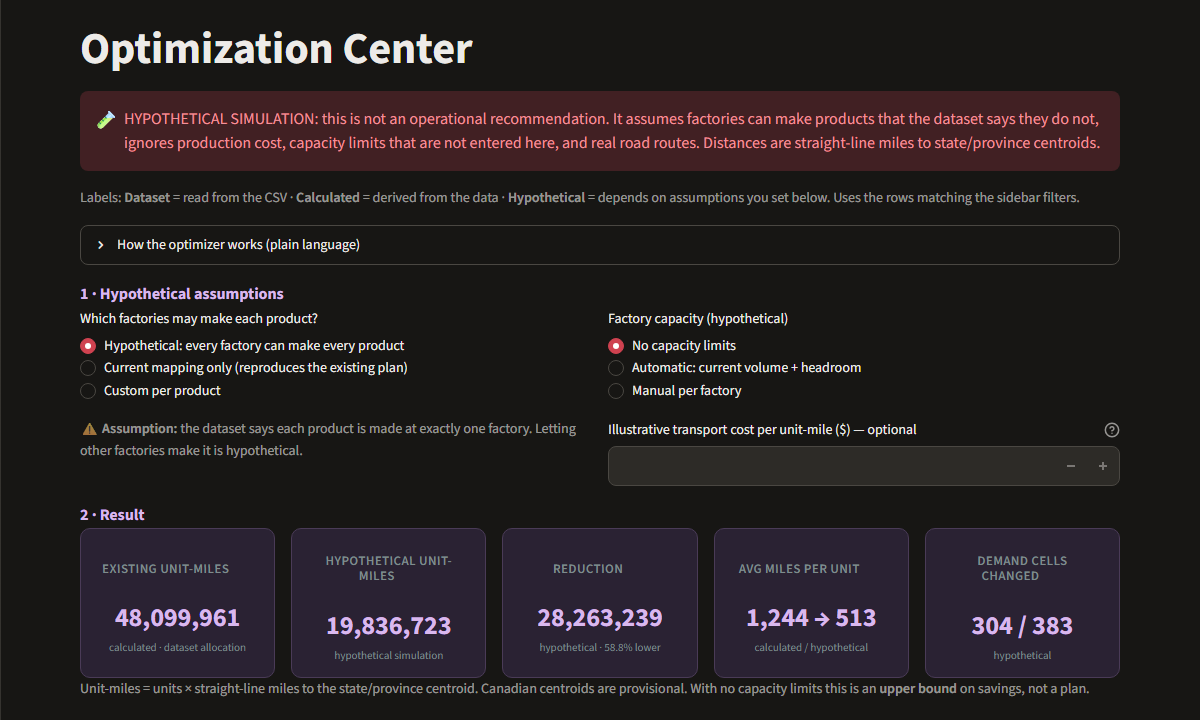 Optimization Center
HYPOTHETICAL SIMULATION: this is not an operational recommendation. It assumes factories can make products that the dataset says they do not,
ignores production cost, capacity limits that are not entered here, and real road routes. Distances are straight-line miles to state/province centroids.
Labels: Dataset = read from the CSV · Calculated = derived from the data · Hypothetical = depends on assumptions you set below. Uses the rows matching the sidebar filters.
How the optimizer works (plain language)
1 · Hypothetical assumptions
Which factories may make each product?
Hypothetical: every factory can make every product
Current mapping only (reproduces the existing plan)
Custom per product
Assumption: the dataset says each product is made at exactly one factory. Letting
other factories make it is hypothetical.
Factory capacity (hypothetical)
No capacity limits
Automatic: current volume + headroom
Manual per factory
Illustrative transport cost per unit-mile ($) — optional
2 · Result
EXISTING UNIT-MILES
48,099,961
calculated · dataset allocation
HYPOTHETICAL UNIT-
MILES
19,836,723
hypothetical simulation
REDUCTION
28,263,239
hypothetical · 58.8% lower
AVG MILES PER UNIT
1,244 → 513
calculated / hypothetical
DEMAND CELLS
CHANGED
304 / 383
hypothetical
Unit-miles = units × straight-line miles to the state/province centroid. Canadian centroids are provisional. With no capacity limits this is an upper bound on savings, not a plan.